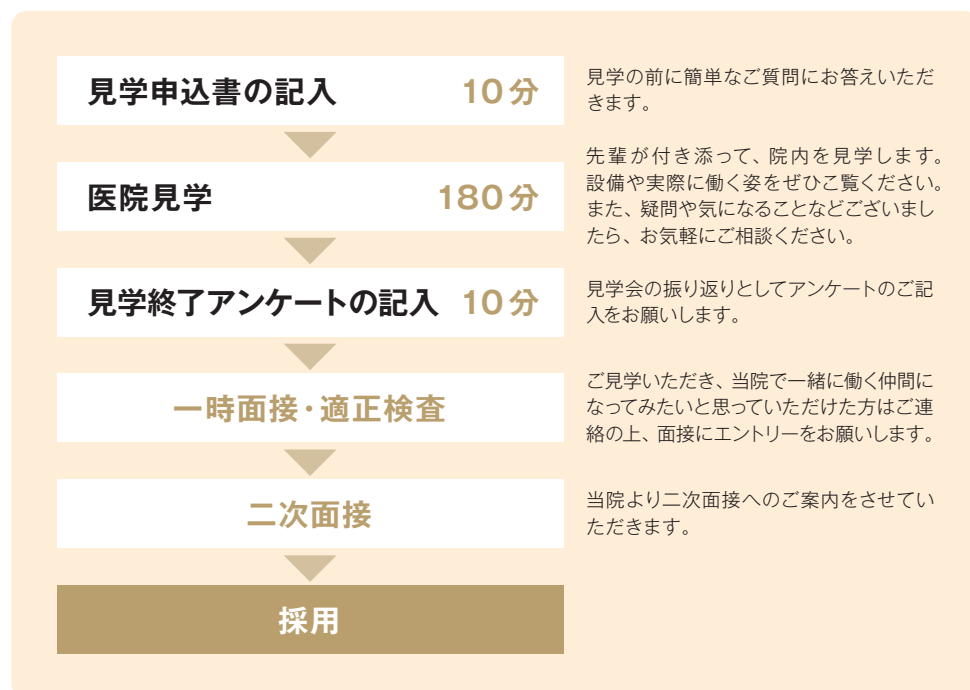 見学申込書の記入 10分
見学の前に簡単なご質問にお答えいただ
きます。
医院見学 180分
先輩が付き添って、院内を見学します。
設備や実際に働く姿をぜひご覧ください。
また、疑問や気になることなどございまし
たら、お気軽にご相談ください。
見学終了アンケートの記入 10分
見学会の振り返りとしてアンケートのご記
入をお願いします。
一時面接・適正検査
ご見学いただき、当院で一緒に働く仲間に
なってみたいと思っていただけた方はご連
絡の上、面接にエントリーをお願いします。
二次面接
当院より二次面接へのご案内をさせてい
ただきます。
採用